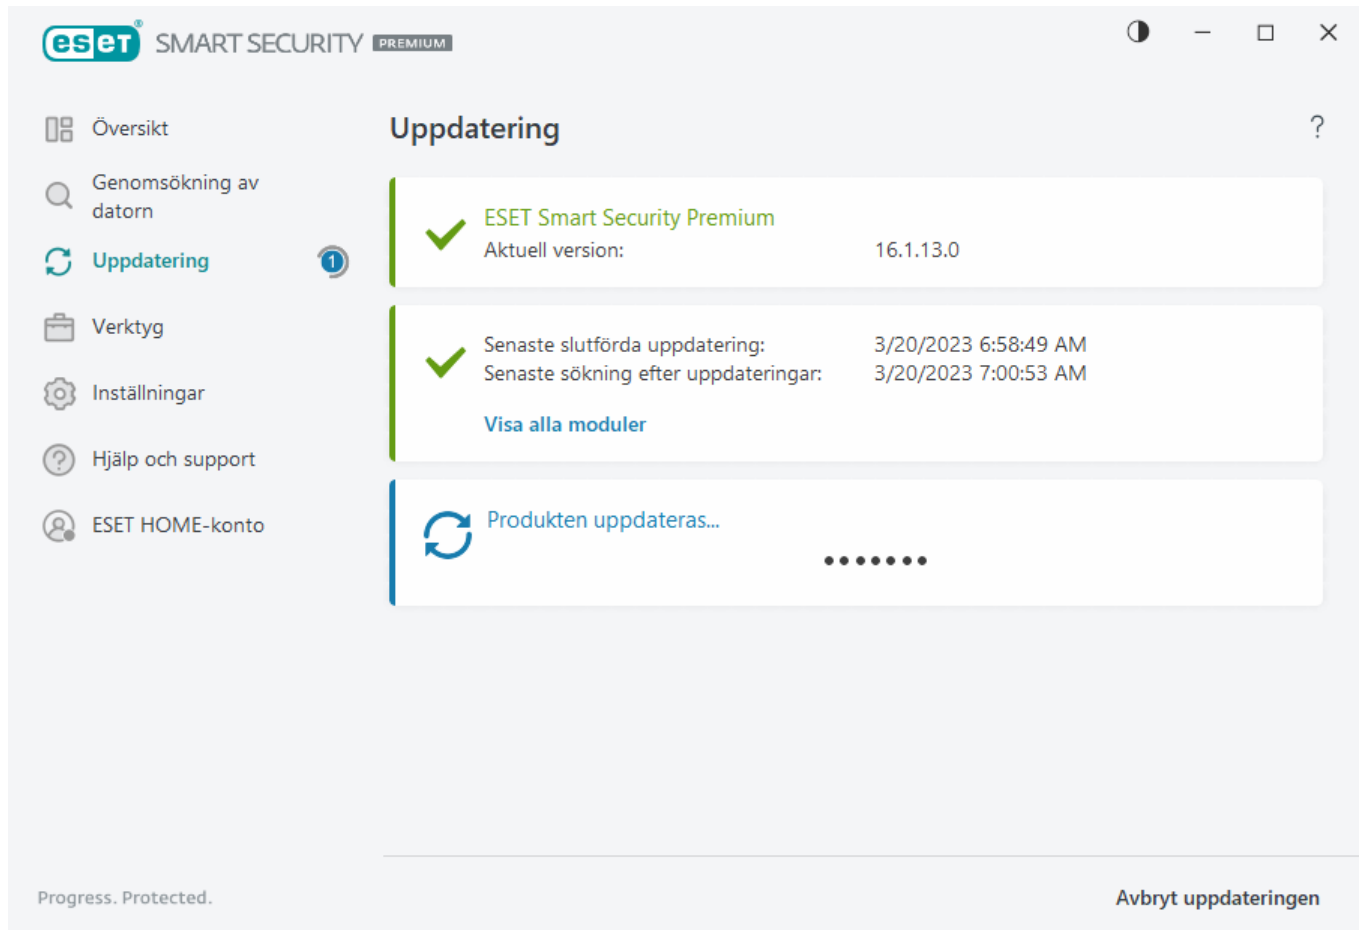 eset® SMART SECURITY PREMIUM
Översikt
Genomsökning av
datorn
Uppdatering 1
Verktyg
Inställningar
Hjälp och support
ESET HOME-konto
Uppdatering ?
ESET Smart Security Premium
Aktuell version: 16.1.13.0
Senaste slutförda uppdatering: 3/20/2023 6:58:49 AM
Senaste sökning efter uppdateringar: 3/20/2023 7:00:53 AM
Visa alla moduler
Produkten uppdateras...
Progress. Protected.
Avbryt uppdateringen